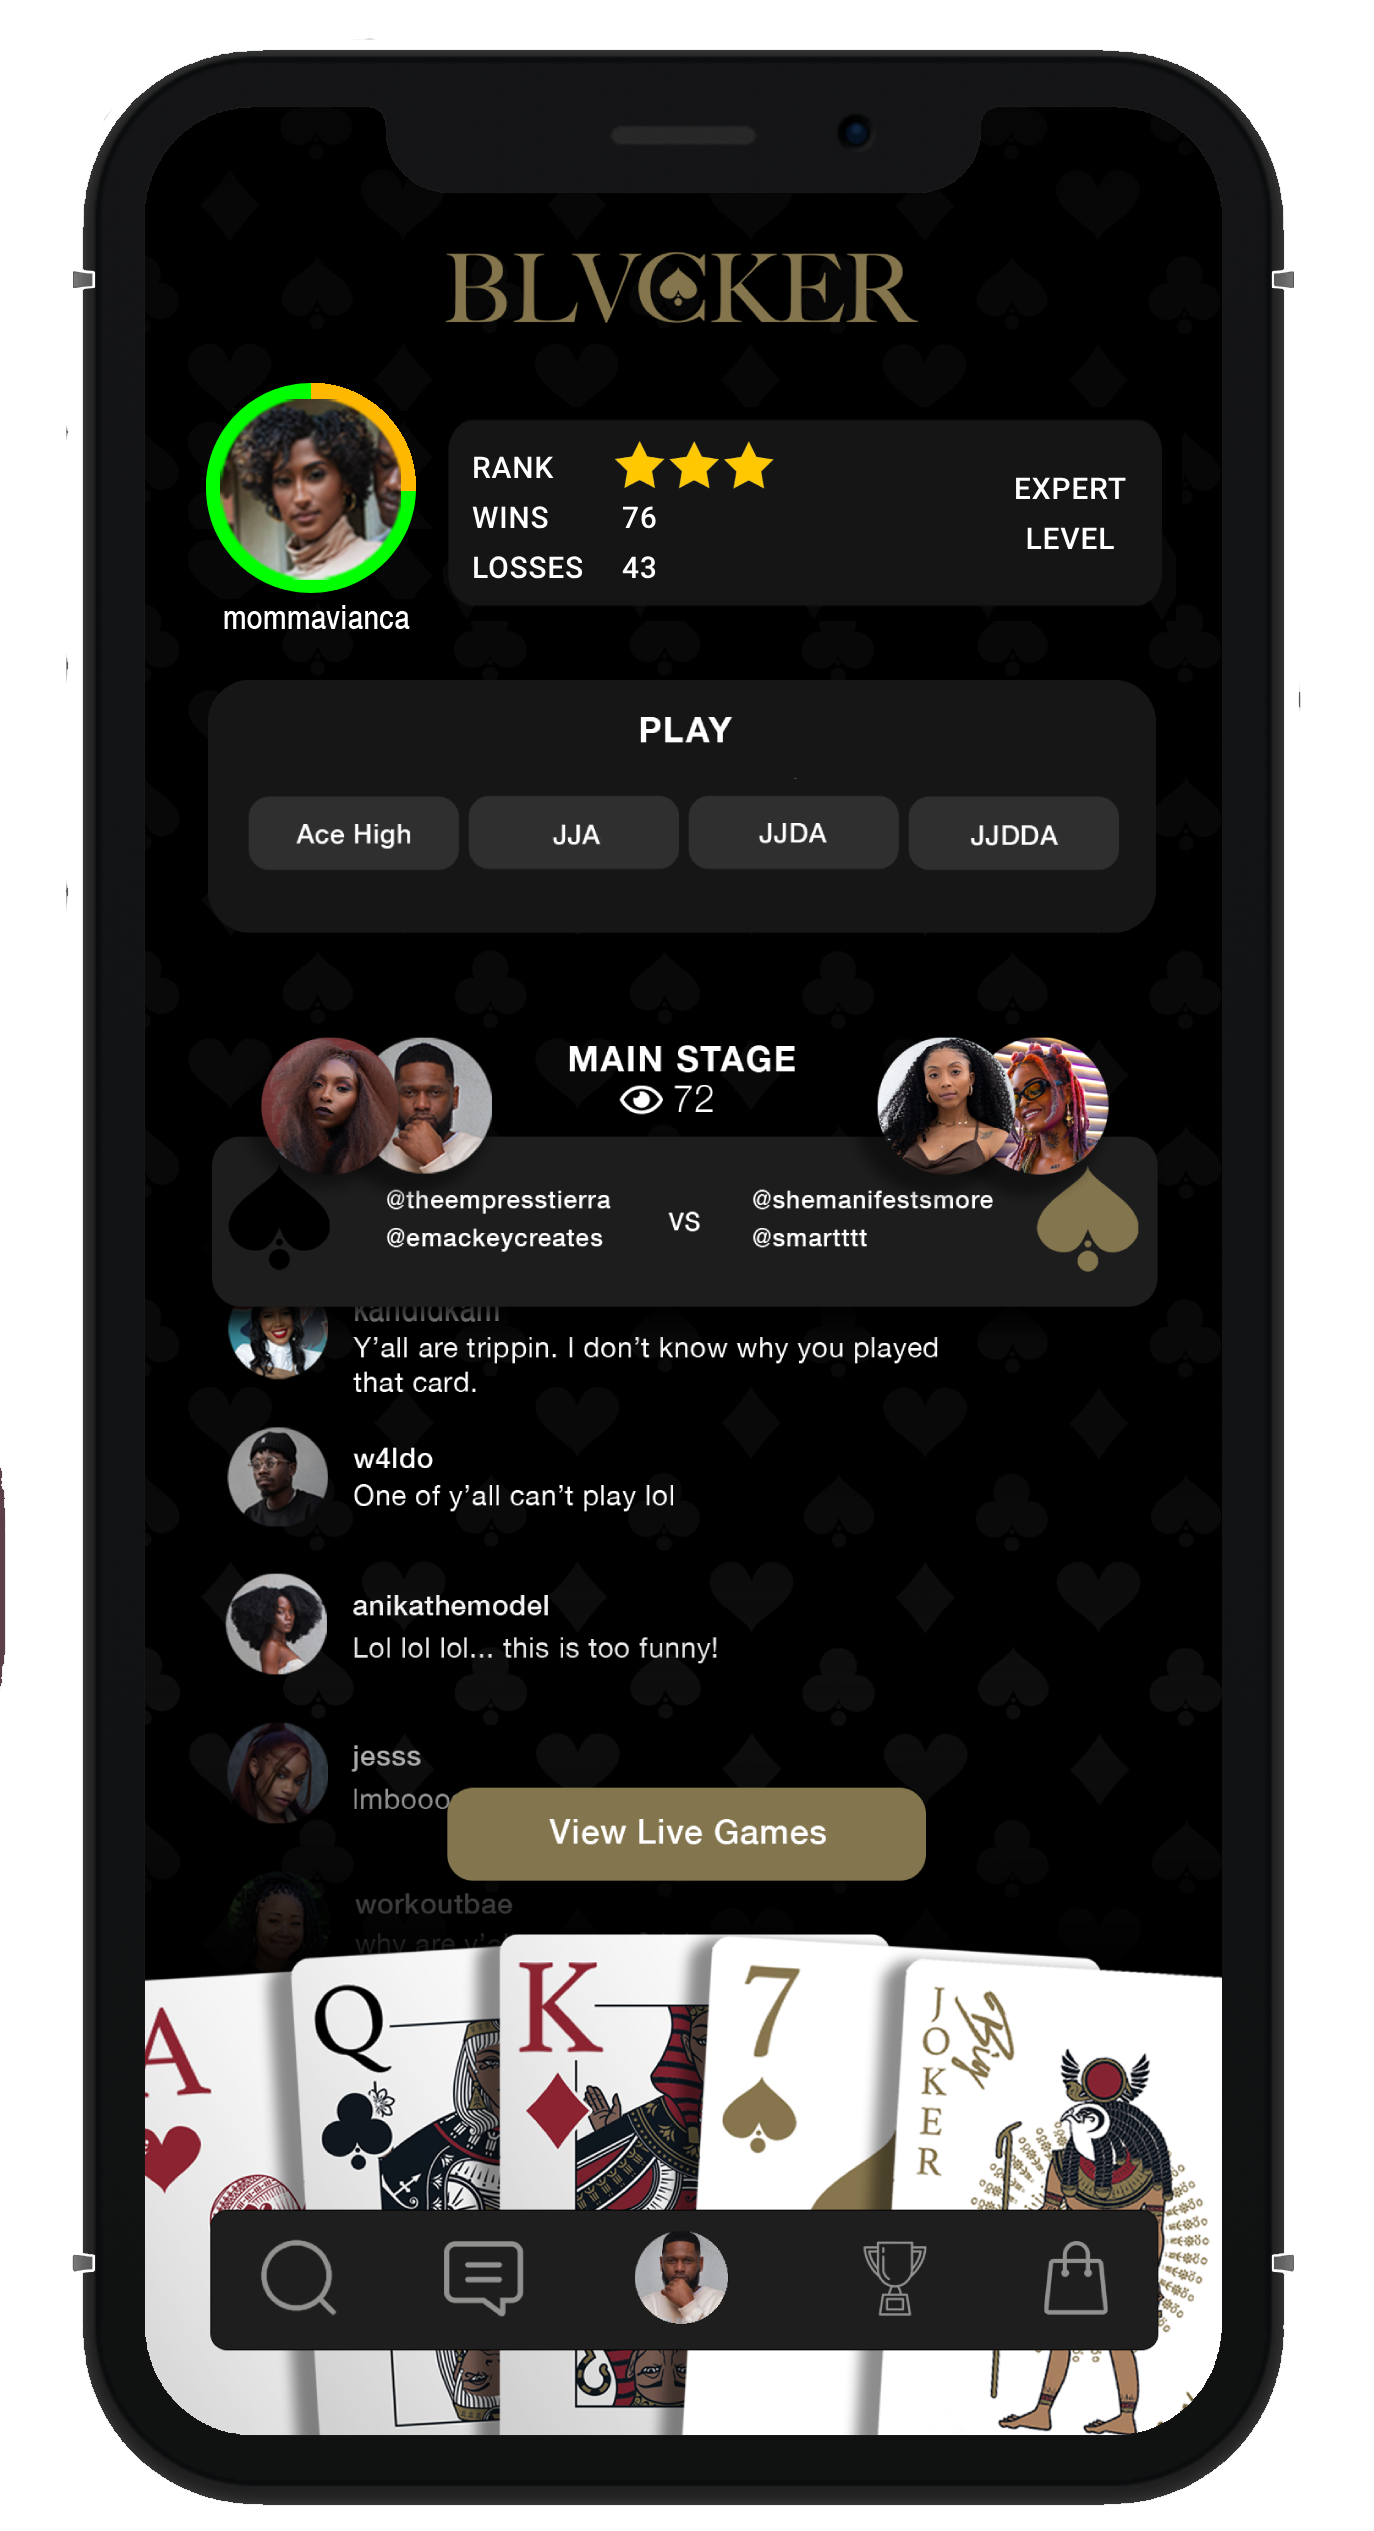 BLVCKER
RANK
WINS 76
LOSSES 43
EXPERT
LEVEL
mommavianca
PLAY
Ace High
JJA
JJDA
JJDDA
MAIN STAGE
72
@theempresstierra
@emackeycreates
vs
@shemanifestsmore
@smartttt
kandidkam
Y'all are trippin. I don't know why you played
that card.
w4ldo
One of y'all can't play lol
anikathemodel
Lol lol lol... this is too funny!
jesss
lmbooo
View Live Games
workoutbae
why are y'a
A
Q
K
7
JOKER
Big